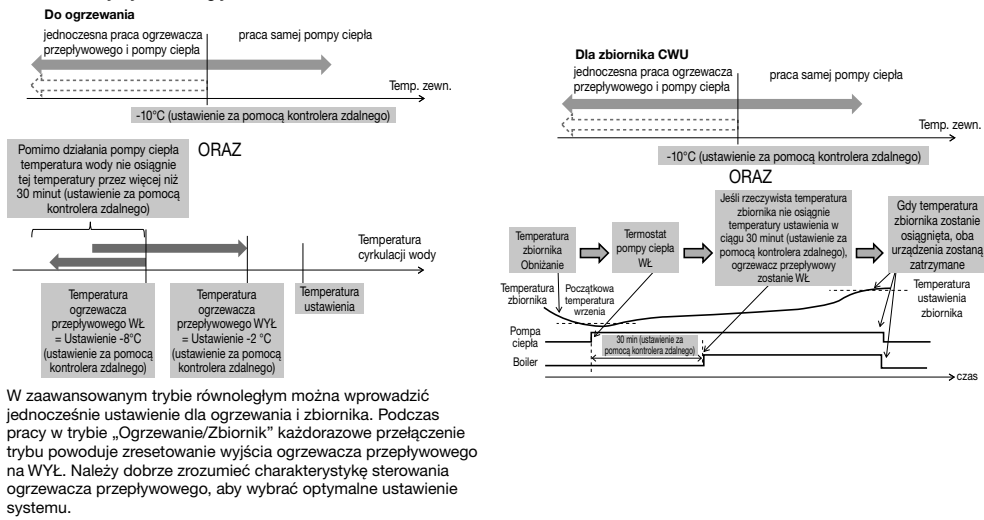 Do ogrzewania
jednoczesna praca ogrzewacza
przepływowego i pompy ciepła
praca samej pompy ciepła
Temp. zewn.
-10°C (ustawienie za pomocą kontrolera zdalnego)
Pomimo działania pompy ciepła
temperatura wody nie osiągnie
tej temperatury przez więcej niż
30 minut (ustawienie za pomocą
kontrolera zdalnego)
ORAZ
Temperatura
cyrkulacji wody
Temperatura
ogrzewacza
przepływowego WŁ
= Ustawienie -8°C
(ustawienie za pomocą
kontrolera zdalnego)
Temperatura
ogrzewacza
przepływowego WYŁ
= Ustawienie -2 °C
(ustawienie za pomocą
kontrolera zdalnego)
Temperatura
ustawienia
W zaawansowanym trybie równoległym można wprowadzić
jednocześnie ustawienie dla ogrzewania i zbiornika. Podczas
pracy w trybie „Ogrzewanie/Zbiornik” każdorazowe przełączenie
trybu powoduje zresetowanie wyjścia ogrzewacza przepływowego
na WYŁ. Należy dobrze zrozumieć charakterystykę sterowania
ogrzewacza przepływowego, aby wybrać optymalne ustawienie
systemu.
Dla zbiornika CWU
jednoczesna praca ogrzewacza
przepływowego i pompy ciepła
praca samej pompy ciepła
Temp. zewn.
-10°C (ustawienie za pomocą kontrolera zdalnego)
ORAZ
Temperatura
zbiornika
Obniżanie
Termostat
pompy ciepła
WŁ
Jeśli rzeczywista temperatura
zbiornika nie osiągnie
temperatury ustawienia w
ciągu 30 minut (ustawienie za
pomocą kontrolera zdalnego),
ogrzewacz przepływowy
zostanie WŁ
Gdy temperatura
zbiornika zostanie
osiągnięta, oba
urządzenia zostaną
zatrzymane
Temperatura
zbiornika
Początkowa
temperatura
wrzenia
Temperatura
ustawienia
zbiornika
Pompa
ciepła
30 min (ustawienie za
pomocą kontrolera zdalnego)
Boiler
czas